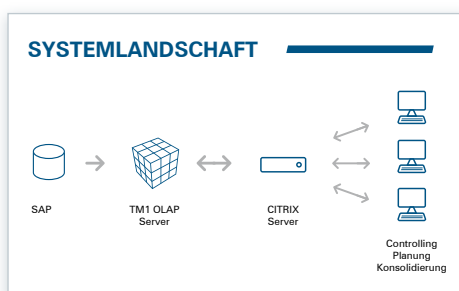 SYSTEMLANDSCHAFT
SAP
TM1 OLAP
Server
CITRIX
Server
Controlling
Planung
Konsolidierung